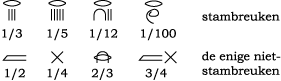 stambreuken
1/3 1/5 1/12 1/100
de enige niet-
1/2 1/4 2/3 3/4 stambreuken